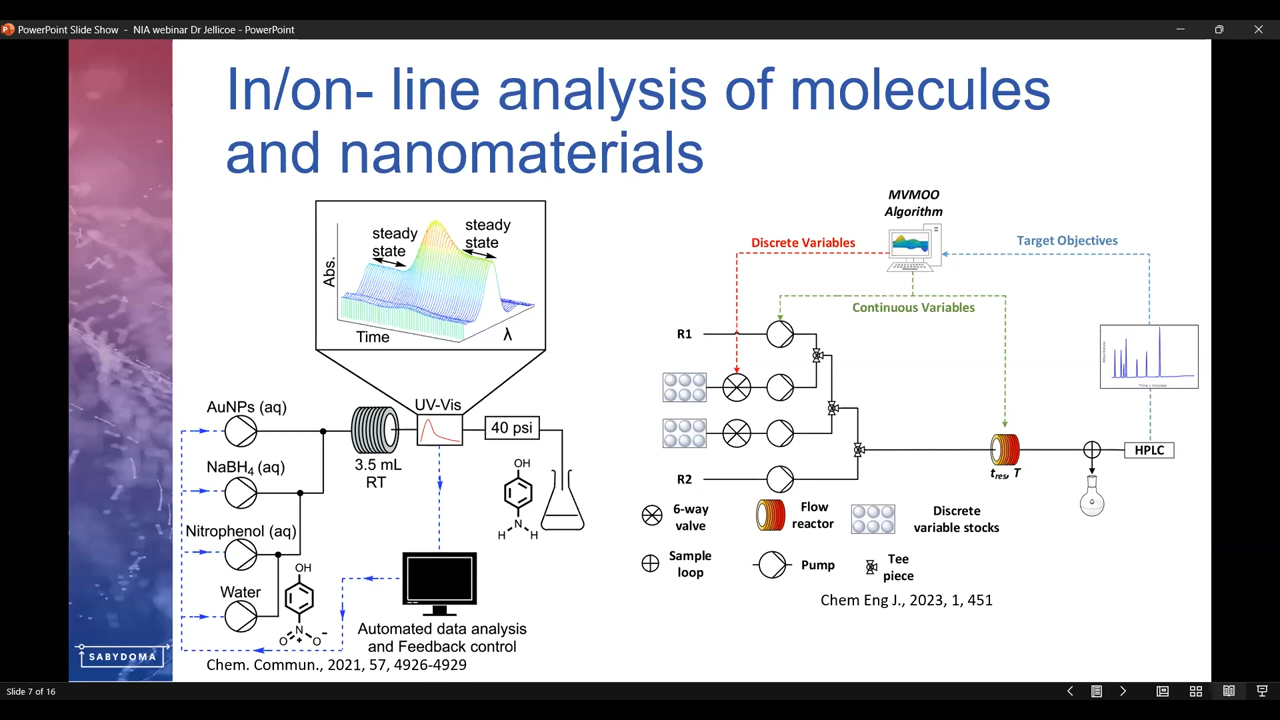 PowerPoint Slide Show - NIA webinar Dr Jellicoe - PowerPoint
In/on- line analysis of molecules
and nanomaterials
steady
state
steady
state
Abs.
Time
λ
AuNPs (aq)
NaBH₄ (aq)
Nitrophenol (aq)
Water
3.5 mL
RT
UV-Vis
40 psi
OH
N
H
H
OH
N
+
O
O
−
Automated data analysis
and Feedback control
Chem. Commun., 2021, 57, 4926-4929
MVMOO
Algorithm
Discrete Variables
Target Objectives
Continuous Variables
R1
R2
tres, T
HPLC
6-way
valve
Flow
reactor
Discrete
variable stocks
Sample
loop
Pump
Tee
piece
Chem Eng J., 2023, 1, 451
SABYDOMA
Slide 7 of 16